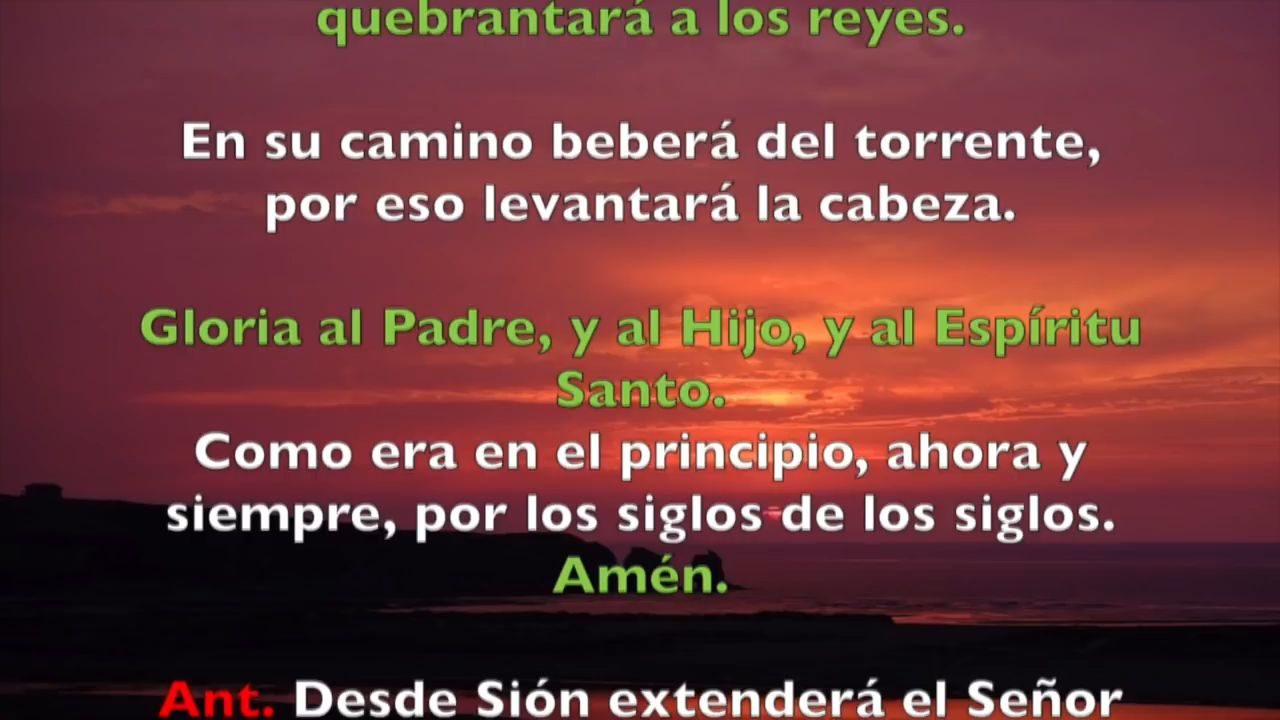 quebrantará a los reyes.
En su camino beberá del torrente,
por eso levantará la cabeza.
Gloria al Padre, y al Hijo, y al Espíritu
Santo.
Como era en el principio, ahora y
siempre, por los siglos de los siglos.
Amén.
Ant. Desde Sión extenderá el Señor